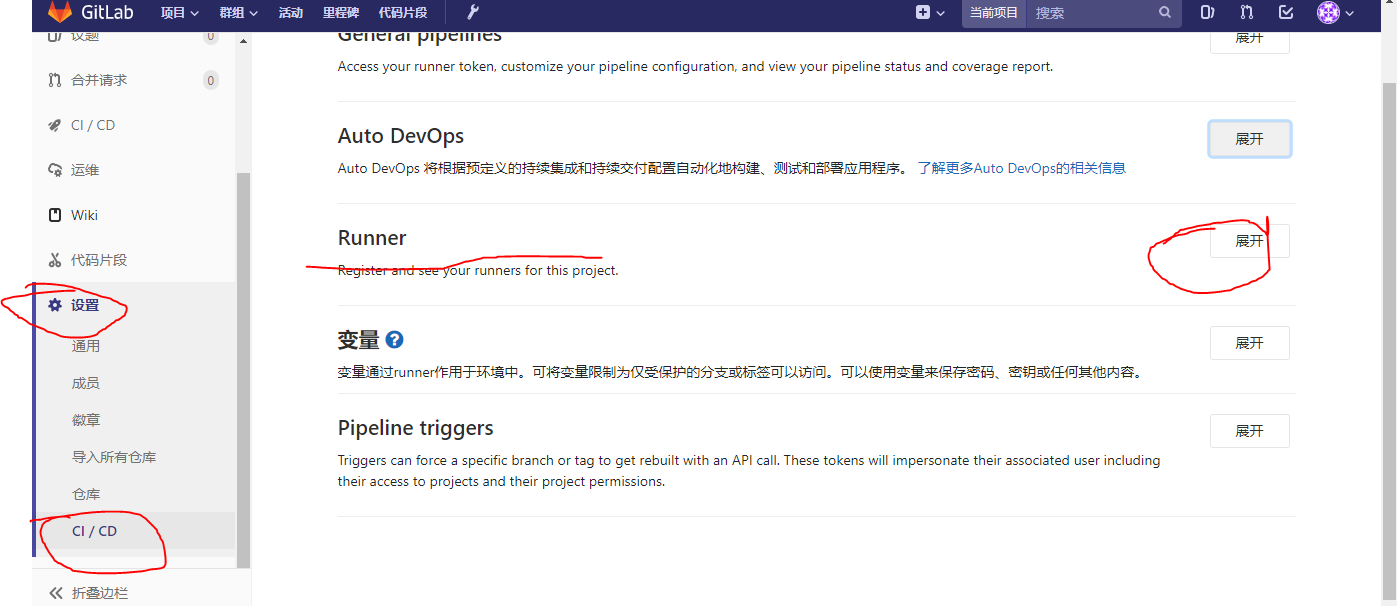 GitLab 项目 群组 活动 里程碑 代码片段 当前项目 搜索
议题 0
合并请求 0
CI / CD
运维
Wiki
代码片段
设置
通用
成员
徽章
导入所有仓库
仓库
CI / CD
折叠边栏
General pipelines 展开
Access your runner token, customize your pipeline configuration, and view your pipeline status and coverage report.
Auto DevOps 展开
Auto DevOps 将根据预定义的持续集成和持续交付配置自动化地构建、测试和部署应用程序。 了解更多Auto DevOps的相关信息
Runner 展开
Register and see your runners for this project.
变量 ? 展开
变量通过runner作用于环境中。可将变量限制为仅受保护的分支或标签可以访问。可以使用变量来保存密码、密钥或任何其他内容。
Pipeline triggers 展开
Triggers can force a specific branch or tag to get rebuilt with an API call. These tokens will impersonate their associated user including
their access to projects and their project permissions.